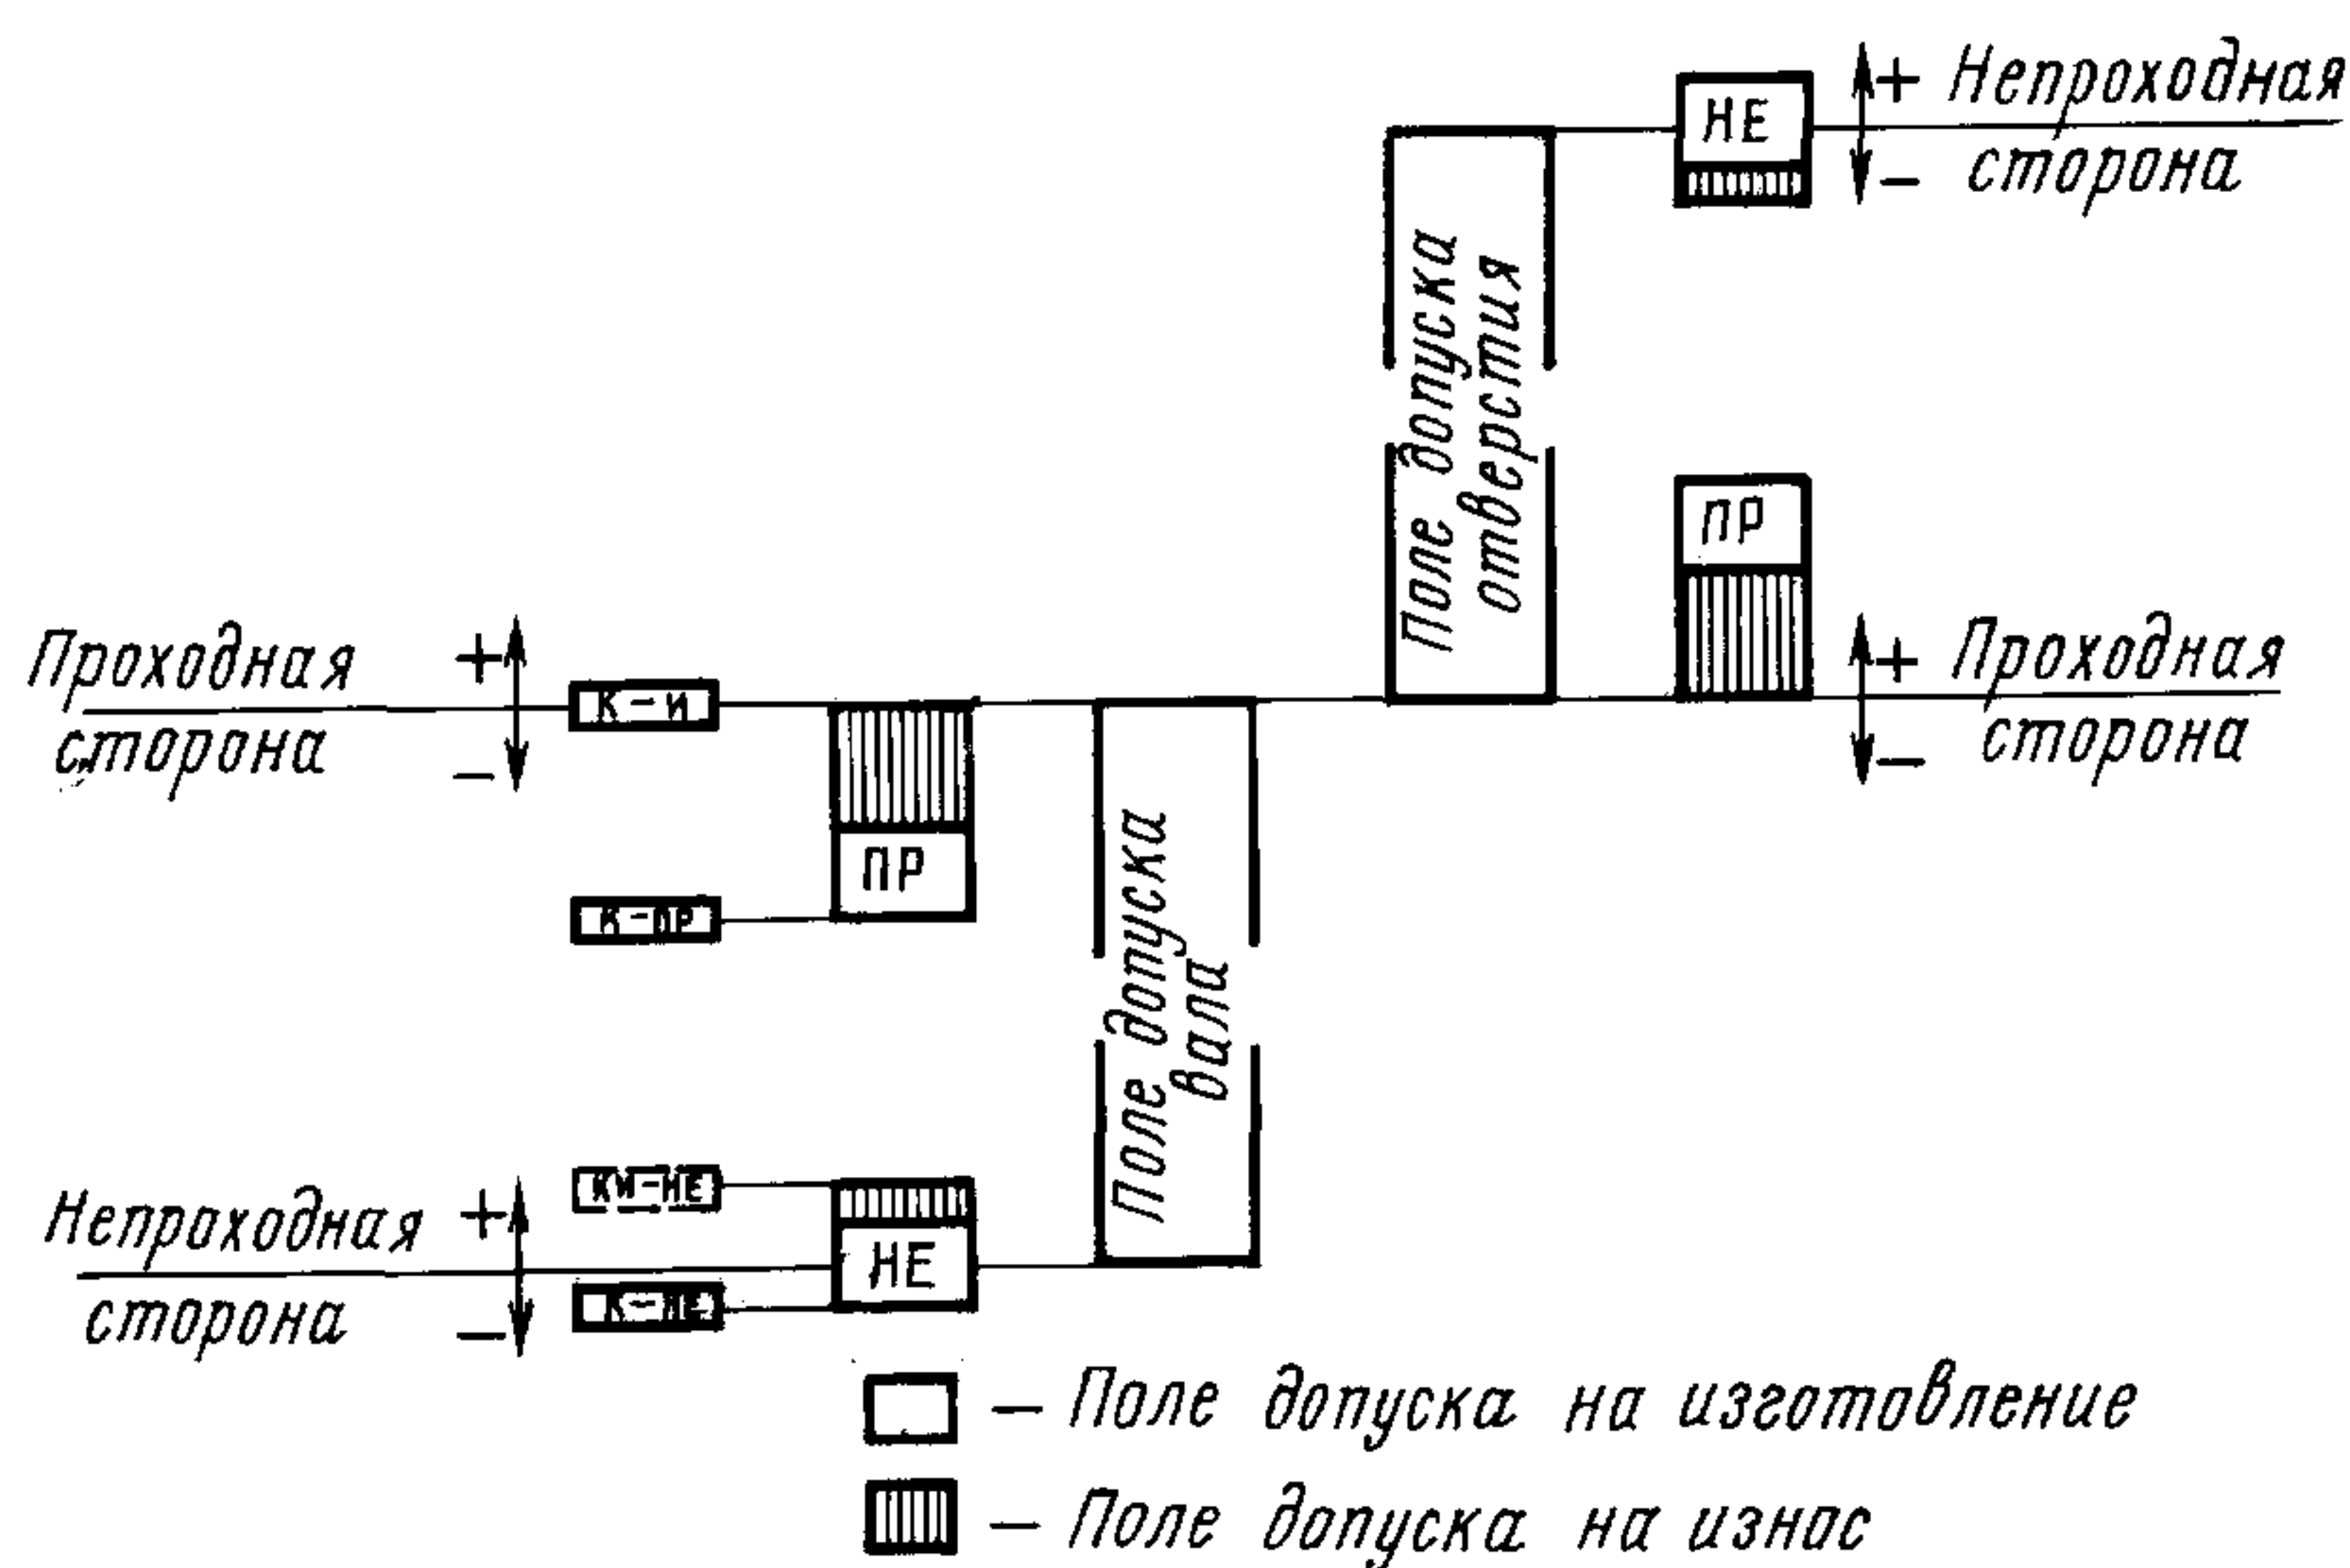 НЕ
+ Непроходная
- сторона
Поле допуска
отверстия
ПР
+ Проходная
- сторона
Проходная +
сторона -
К-И
ПР
К-ПР
Поле допуска
вала
Непроходная +
сторона -
КИ-НЕ
НЕ
К-НЕ
- Поле допуска на изготовление
- Поле допуска на износ